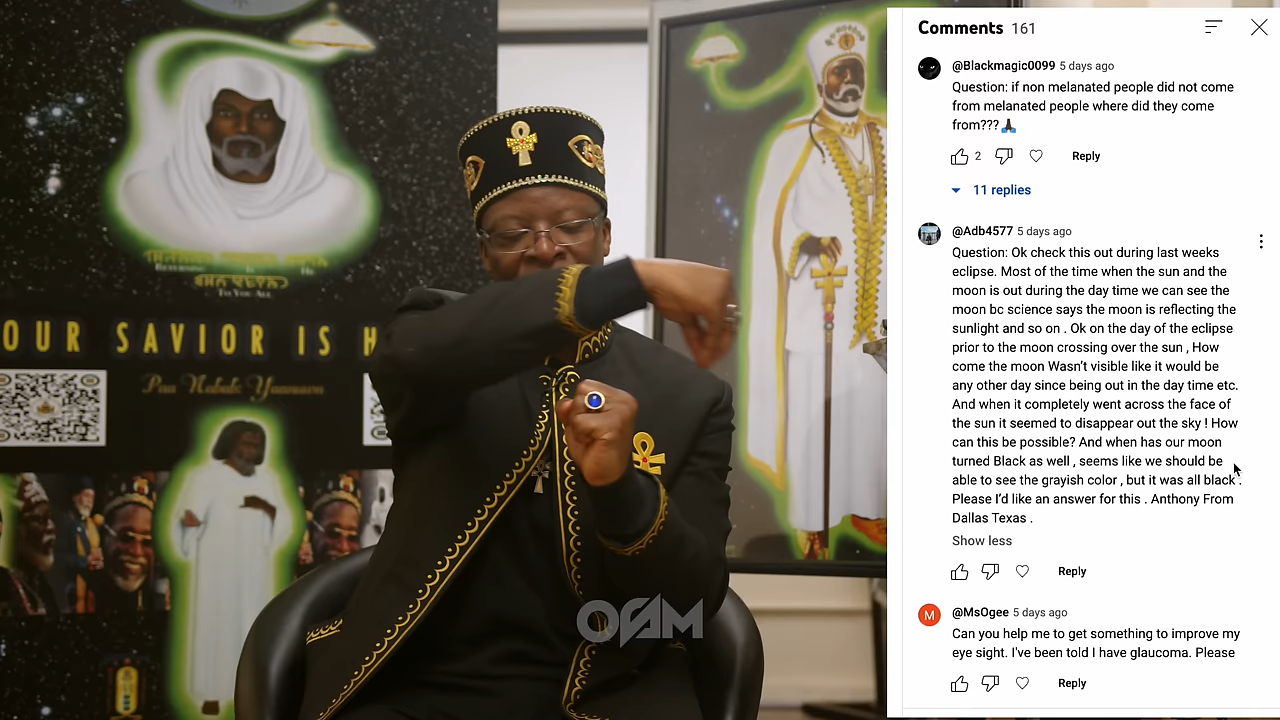 OUR SAVIOR IS H
Paa Nabab Yaanuwn
TO YOU ALL
OSAM
Comments 161
@Blackmagic0099 5 days ago
Question: if non melanated people did not come
from melanated people where did they come
from???🙏🏿
2
Reply
11 replies
@Adb4577 5 days ago
Question: Ok check this out during last weeks
eclipse. Most of the time when the sun and the
moon is out during the day time we can see the
moon bc science says the moon is reflecting the
sunlight and so on . Ok on the day of the eclipse
prior to the moon crossing over the sun , How
come the moon Wasn't visible like it would be
any other day since being out in the day time etc.
And when it completely went across the face of
the sun it seemed to disappear out the sky ! How
can this be possible? And when has our moon
turned Black as well , seems like we should be
able to see the grayish color , but it was all black .
Please I'd like an answer for this . Anthony From
Dallas Texas .
Show less
Reply
M
@MsOgee 5 days ago
Can you help me to get something to improve my
eye sight. I've been told I have glaucoma. Please
Reply